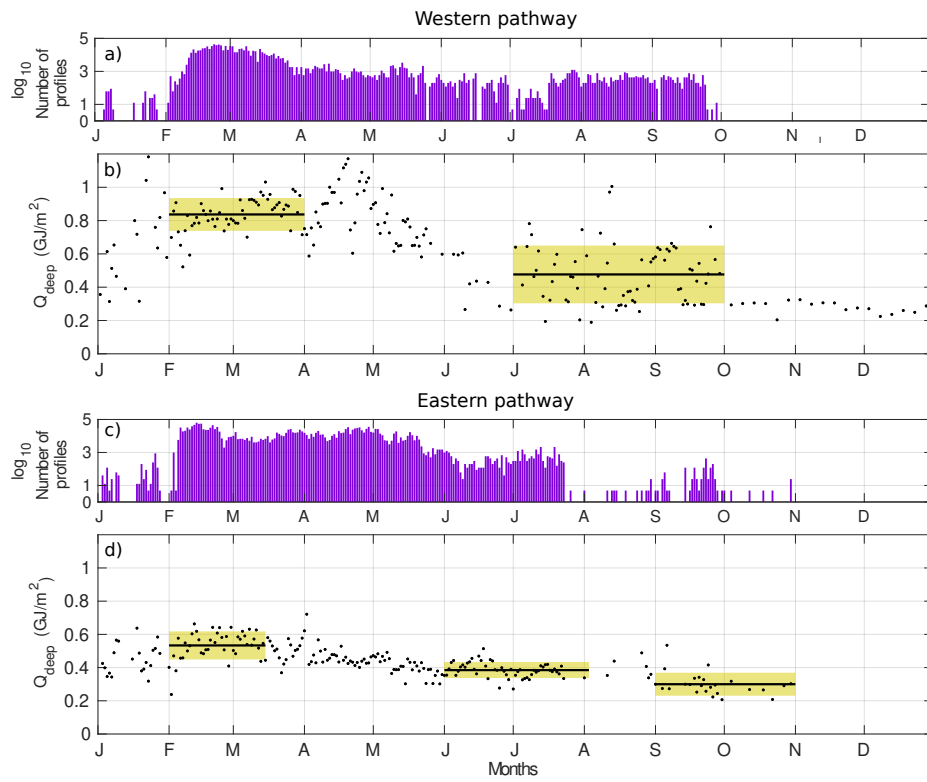 Western pathway
a)
log10
Number of
profiles
5
3
1
0
J F M A M J J A S O N D
b)
Qdeep (GJ/m2)
1
0.8
0.6
0.4
0.2
0
J F M A M J J A S O N D
Eastern pathway
c)
log10
Number of
profiles
5
3
1
0
J F M A M J J A S O N D
d)
Qdeep (GJ/m2)
1
0.8
0.6
0.4
0.2
0
J F M A M J J A S O N D
Months